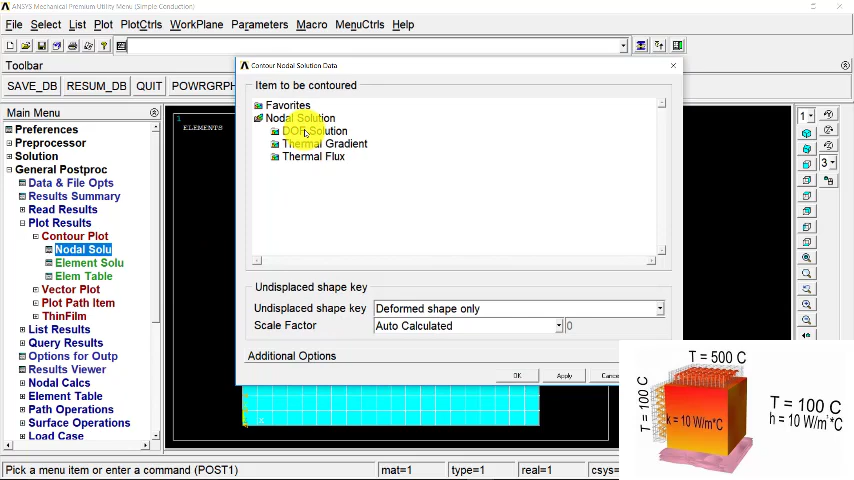 ANSYS Mechanical Premium Utility Menu (Simple Conduction)
File Select List Plot PlotCtrls WorkPlane Parameters Macro MenuCtrls Help
Toolbar
SAVE_DB RESUM_DB QUIT POWRGRPH
Main Menu
Preferences
Preprocessor
Solution
General Postproc
Data & File Opts
Results Summary
Read Results
Plot Results
Contour Plot
Nodal Solu
Element Solu
Elem Table
Vector Plot
Plot Path Item
ThinFilm
List Results
Query Results
Options for Outp
Results Viewer
Nodal Calcs
Element Table
Path Operations
Surface Operations
Load Case
1
ELEMENTS
Contour Nodal Solution Data
Item to be contoured
Favorites
Nodal Solution
DOF Solution
Thermal Gradient
Thermal Flux
Undisplaced shape key
Undisplaced shape key Deformed shape only
Scale Factor Auto Calculated 0
Additional Options
OK Apply Cance
1
3
T = 500 C
T = 100 C
k = 10 W/m*C
T = 100 C
h = 10 W/m²*C
Pick a menu item or enter a command (POST1) mat=1 type=1 real=1 csys=